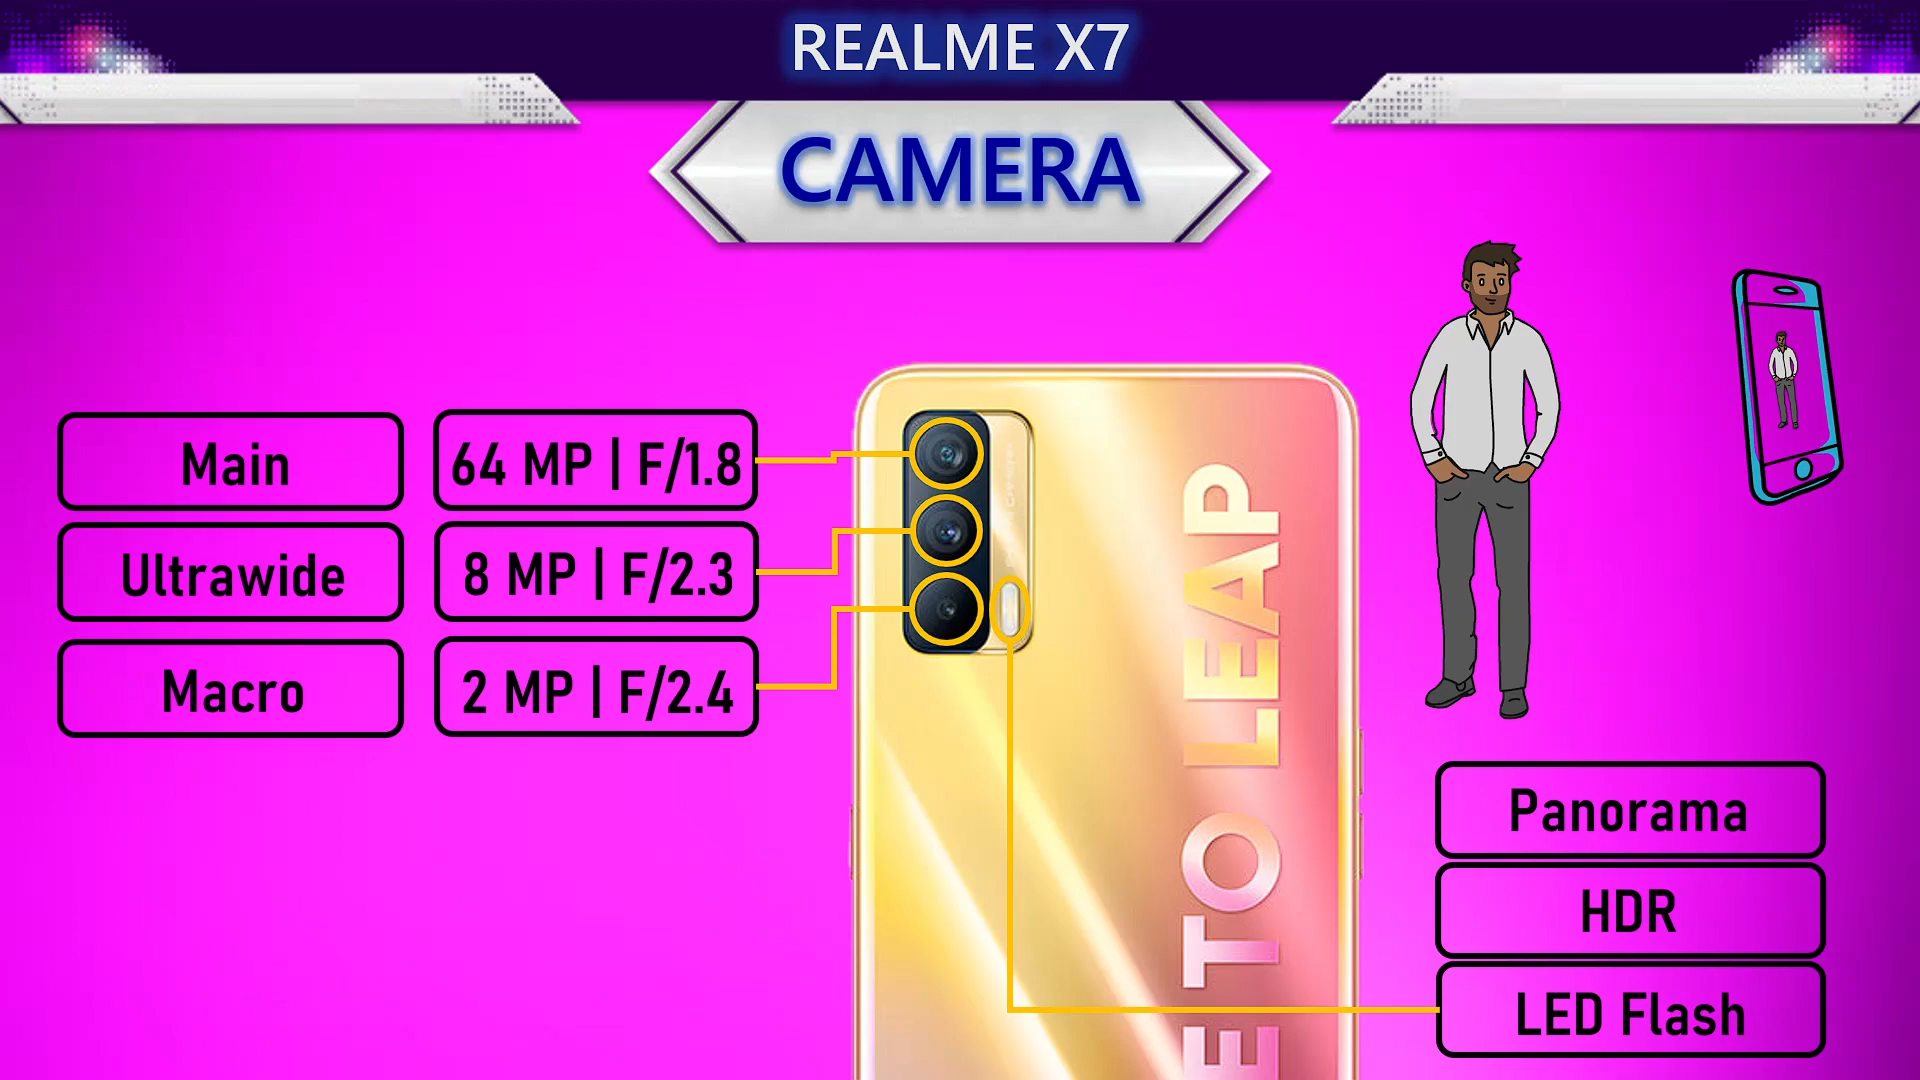 REALME X7
CAMERA
Main
64 MP | F/1.8
Ultrawide
8 MP | F/2.3
Macro
2 MP | F/2.4
E TO LEAP
Panorama
HDR
LED Flash